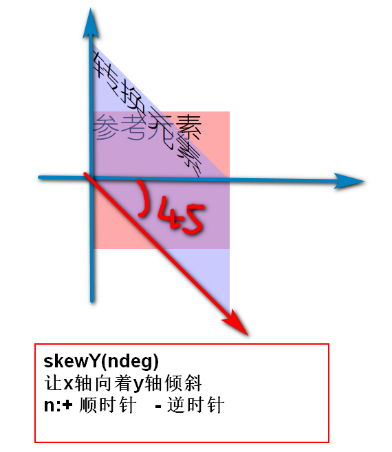 转换元素
参考元素
)45
skewY(ndeg)
让x轴向着y轴倾斜
n:+ 顺时针 - 逆时针